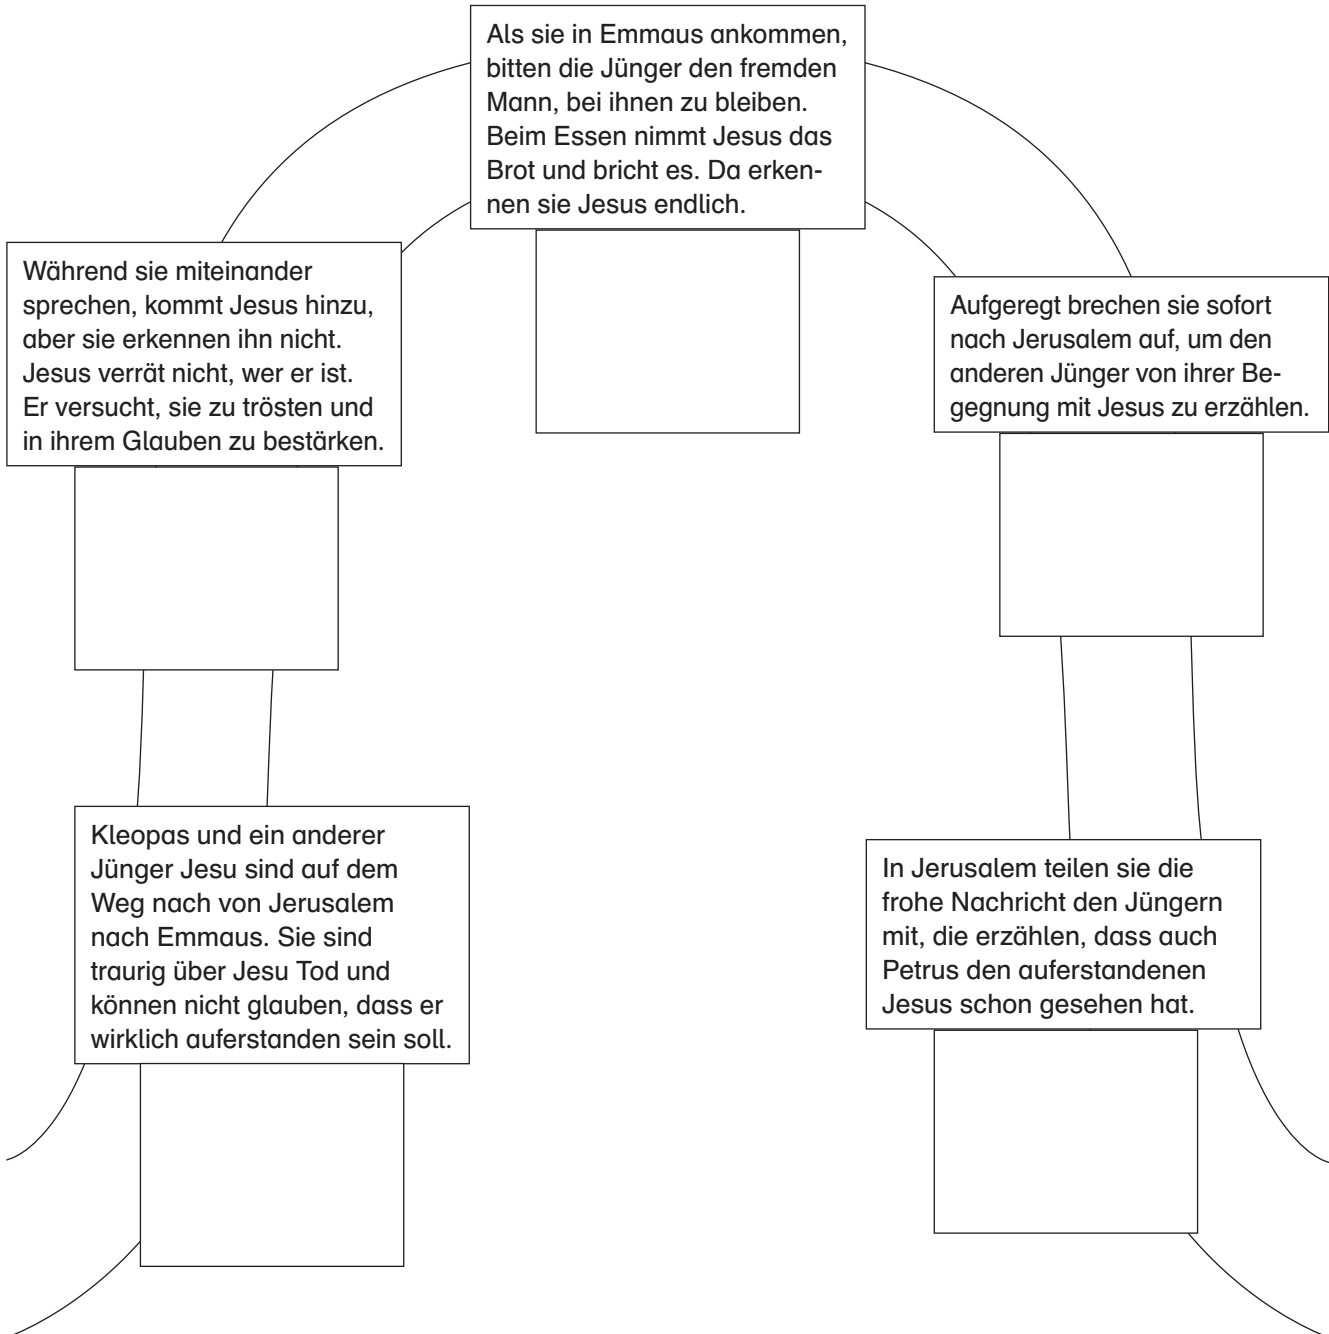 Als sie in Emmaus ankommen,
bitten die Jünger den fremden
Mann, bei ihnen zu bleiben.
Beim Essen nimmt Jesus das
Brot und bricht es. Da erken-
nen sie Jesus endlich.
Während sie miteinander
sprechen, kommt Jesus hinzu,
aber sie erkennen ihn nicht.
Jesus verrät nicht, wer er ist.
Er versucht, sie zu trösten und
in ihrem Glauben zu bestärken.
Aufgeregt brechen sie sofort
nach Jerusalem auf, um den
anderen Jünger von ihrer Be-
gegnung mit Jesus zu erzählen.
Kleopas und ein anderer
Jünger Jesu sind auf dem
Weg nach von Jerusalem
nach Emmaus. Sie sind
traurig über Jesu Tod und
können nicht glauben, dass er
wirklich auferstanden sein soll.
In Jerusalem teilen sie die
frohe Nachricht den Jüngern
mit, die erzählen, dass auch
Petrus den auferstandenen
Jesus schon gesehen hat.